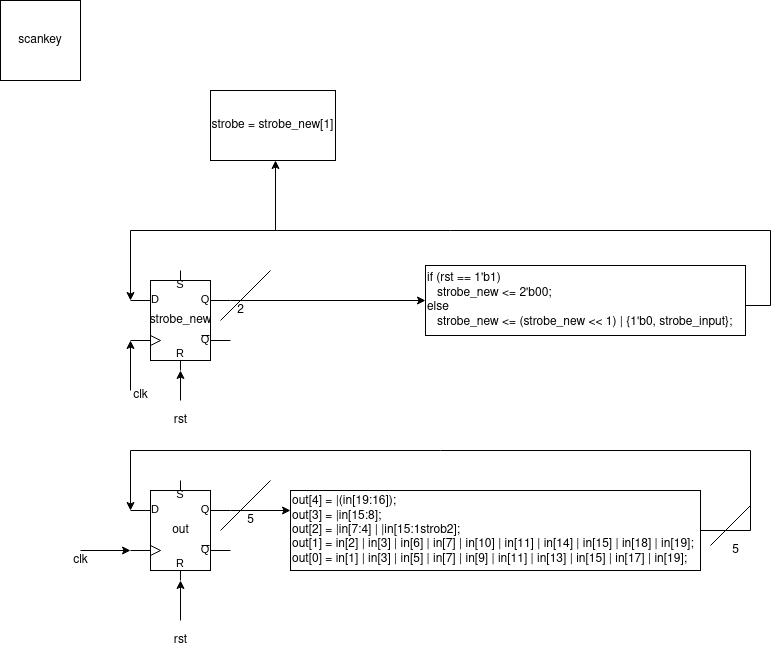 scankey
strobe = strobe_new[1]
S
D
Q
strobe_new
Q
R
2
clk
rst
if (rst == 1'b1)
strobe_new <= 2'b00;
else
strobe_new <= (strobe_new << 1) | {1'b0, strobe_input};
S
D
Q
out
Q
R
5
clk
rst
out[4] = |(in[19:16]);
out[3] = |in[15:8];
out[2] = |in[7:4] | |in[15:1strob2];
out[1] = in[2] | in[3] | in[6] | in[7] | in[10] | in[11] | in[14] | in[15] | in[18] | in[19];
out[0] = in[1] | in[3] | in[5] | in[7] | in[9] | in[11] | in[13] | in[15] | in[17] | in[19];
5